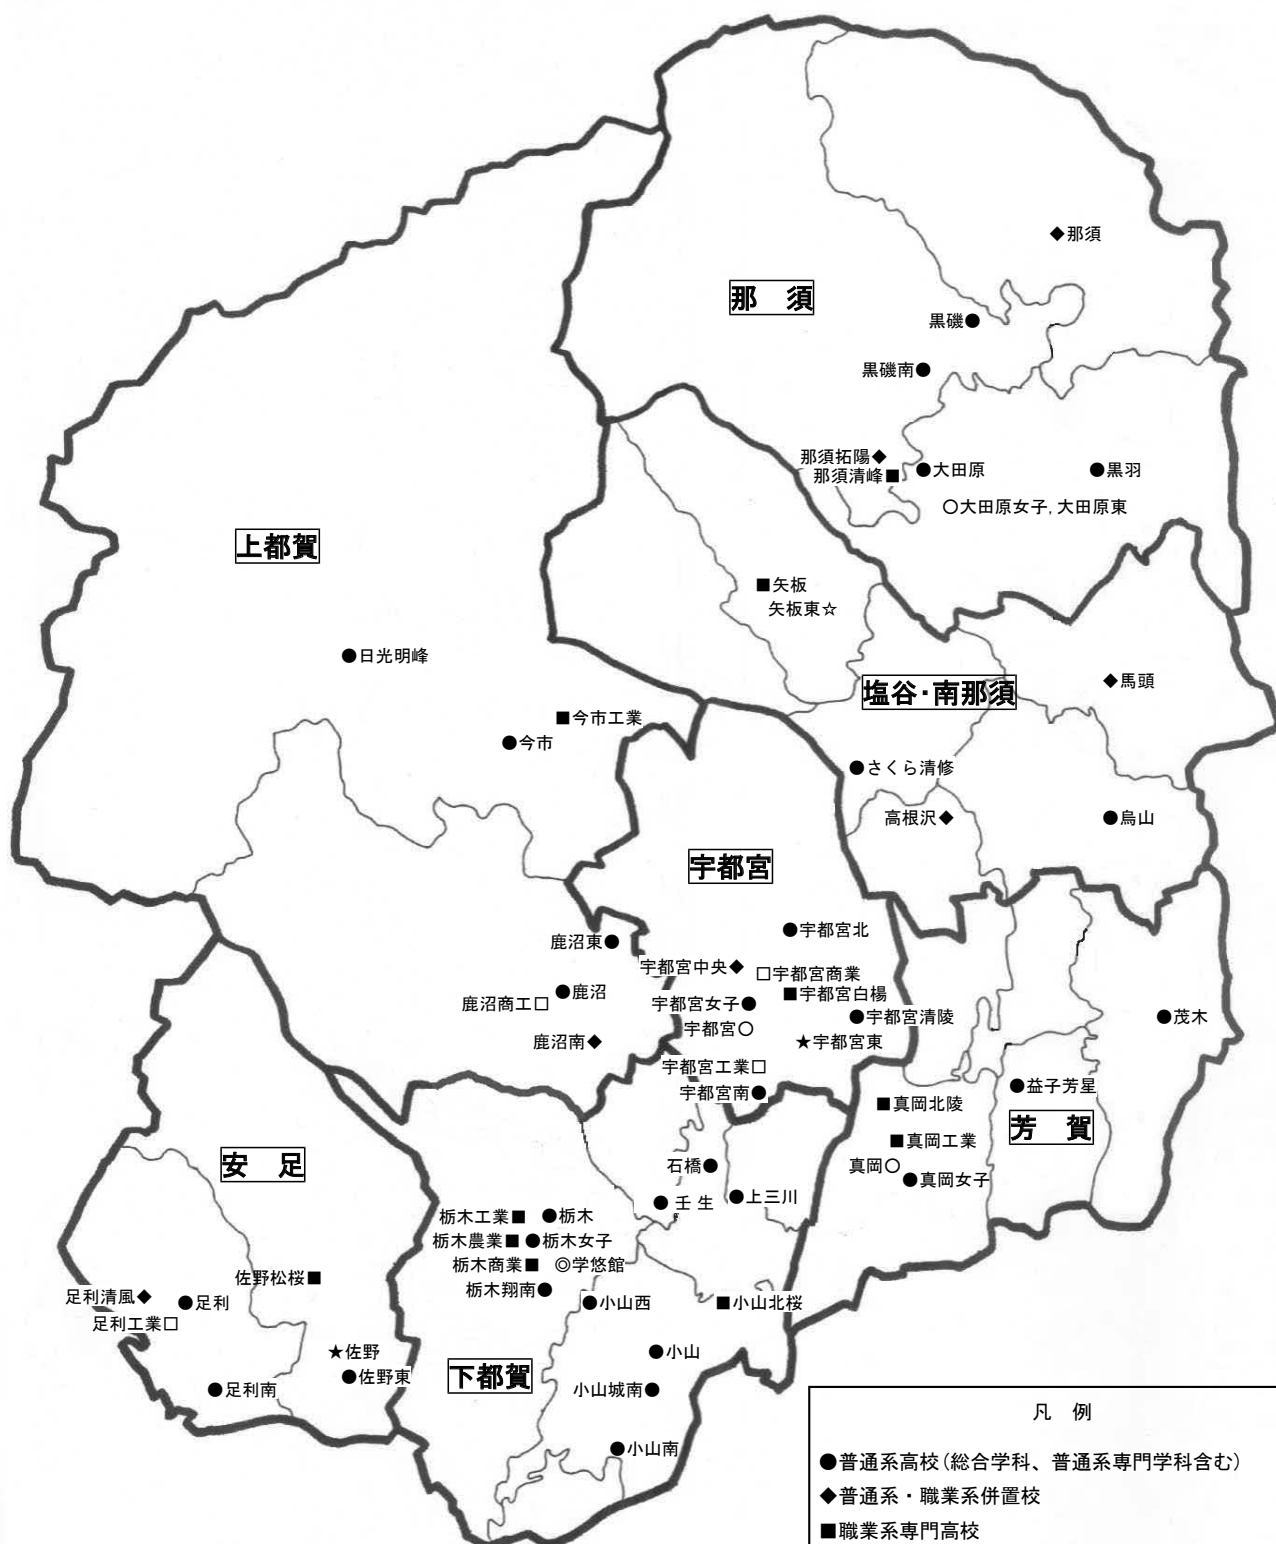 ◆那須
那　須
黒磯●
黒磯南●
那須拓陽◆
那須清峰■
●大田原
●黒羽
○大田原女子, 大田原東
上都賀
■矢板
矢板東☆
●日光明峰
塩谷・南那須
◆馬頭
■今市工業
●今市
●さくら清修
高根沢◆
●烏山
宇都宮
●宇都宮北
鹿沼東●
宇都宮中央◆
□宇都宮商業
●鹿沼
■宇都宮白楊
鹿沼商工□
宇都宮女子●
●宇都宮清陵
●茂木
宇都宮○
鹿沼南◆
★宇都宮東
宇都宮工業□
宇都宮南●
●益子芳星
■真岡北陵
芳　賀
■真岡工業
安　足
石橋●
真岡○
●真岡女子
● 壬 生
●上三川
栃木工業■
●栃木
栃木農業■
●栃木女子
栃木商業■
◎学悠館
佐野松桜■
栃木翔南●
足利清風◆
●足利
●小山西
■小山北桜
足利工業□
★佐野
●小山
下都賀
●佐野東
●足利南
小山城南●
●小山南
凡　例
●普通系高校(総合学科、普通系専門学科含む)
◆普通系・職業系併置校
■職業系専門高校